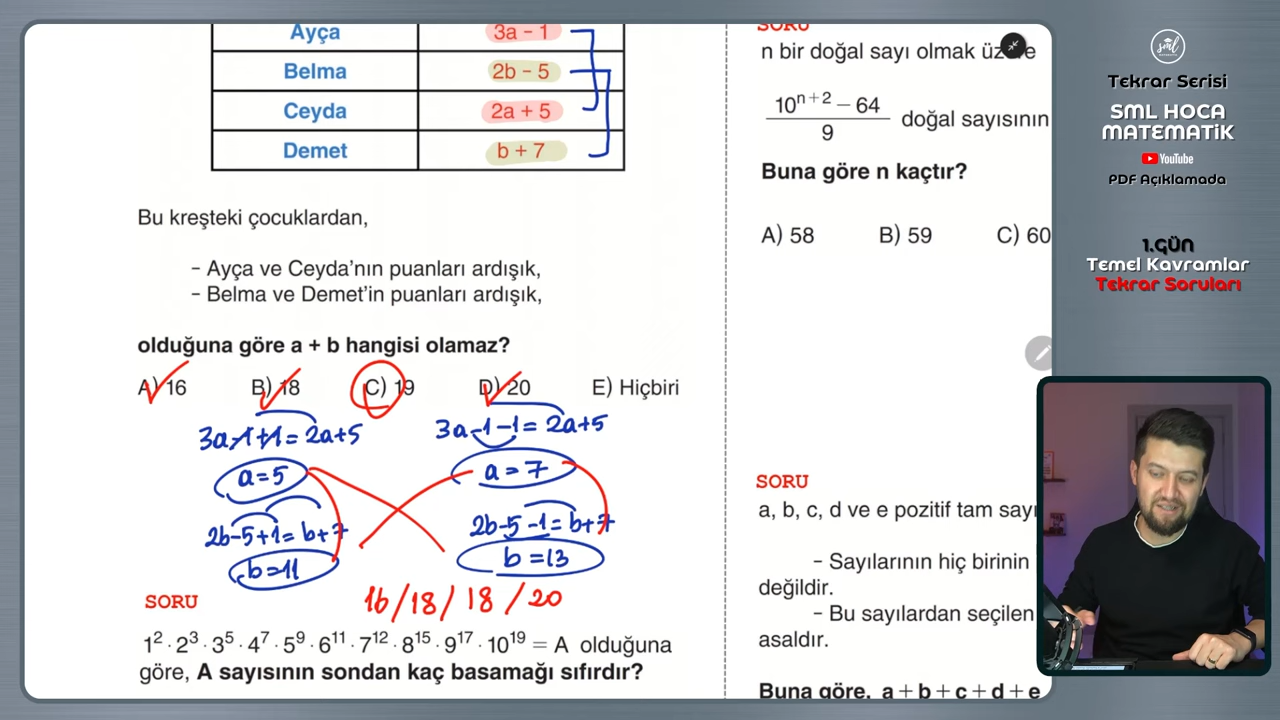 Ayça 3a – 1
Belma 2b – 5
Ceyda 2a + 5
Demet b + 7
Bu kreşteki çocuklardan,
– Ayça ve Ceyda'nın puanları ardışık,
– Belma ve Demet'in puanları ardışık,
olduğuna göre a + b hangisi olamaz?
A) 16 B) 18 C) 19 D) 20 E) Hiçbiri
3a-1+1=2a+5
a=5
2b-5+1=b+7
b=11
3a-1-1=2a+5
a=7
2b-5-1=b+7
b=13
16/18/18/20
SORU
1² · 2³ · 3⁵ · 4⁷ · 5⁹ · 6¹¹ · 7¹² · 8¹⁵ · 9¹⁷ · 10¹⁹ = A olduğuna
göre, A sayısının sondan kaç basamağı sıfırdır?
SORU
n bir doğal sayı olmak üzere
10ⁿ⁺² – 64
9
doğal sayısının
Buna göre n kaçtır?
A) 58 B) 59 C) 60
SORU
a, b, c, d ve e pozitif tam sayı
– Sayılarının hiç birinin
değildir.
– Bu sayılardan seçilen
asaldır.
Buna göre, a + b + c + d + e
sml
Tekrar Serisi
SML HOCA
MATEMATİK
YouTube
PDF Açıklamada
1.GÜN
Temel Kavramlar
Tekrar Soruları